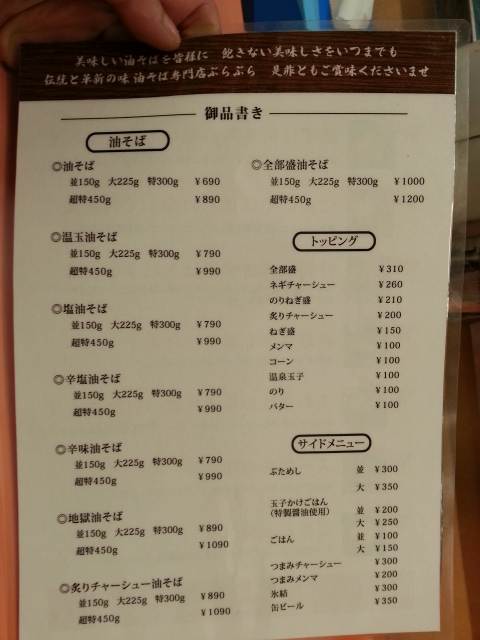 美味しい油そばを皆様に 飽きない美味しさをいつまでも
伝統と革新の味 油そば専門店ぶらぶら 是非ともご賞味くださいませ
御品書き
油そば
◎油そば
並150g 大225g 特300g ¥690
超特450g ¥890
◎温玉油そば
並150g 大225g 特300g ¥790
超特450g ¥990
◎塩油そば
並150g 大225g 特300g ¥790
超特450g ¥990
◎辛塩油そば
並150g 大225g 特300g ¥790
超特450g ¥990
◎辛味油そば
並150g 大225g 特300g ¥790
超特450g ¥990
◎地獄油そば
並150g 大225g 特300g ¥890
超特450g ¥1090
◎炙りチャーシュー油そば
並150g 大225g 特300g ¥890
超特450g ¥1090
◎全部盛油そば
並150g 大225g 特300g ¥1000
超特450g ¥1200
トッピング
全部盛 ¥310
ネギチャーシュー ¥260
のりねぎ盛 ¥210
炙りチャーシュー ¥200
ねぎ盛 ¥150
メンマ ¥100
コーン ¥100
温泉玉子 ¥100
のり ¥100
バター ¥100
サイドメニュー
ぶためし 並 ¥300
大 ¥350
玉子かけごはん
(特製醤油使用) 並 ¥200
大 ¥250
ごはん 並 ¥100
大 ¥150
つまみチャーシュー ¥300
つまみメンマ ¥200
氷結 ¥300
缶ビール ¥350